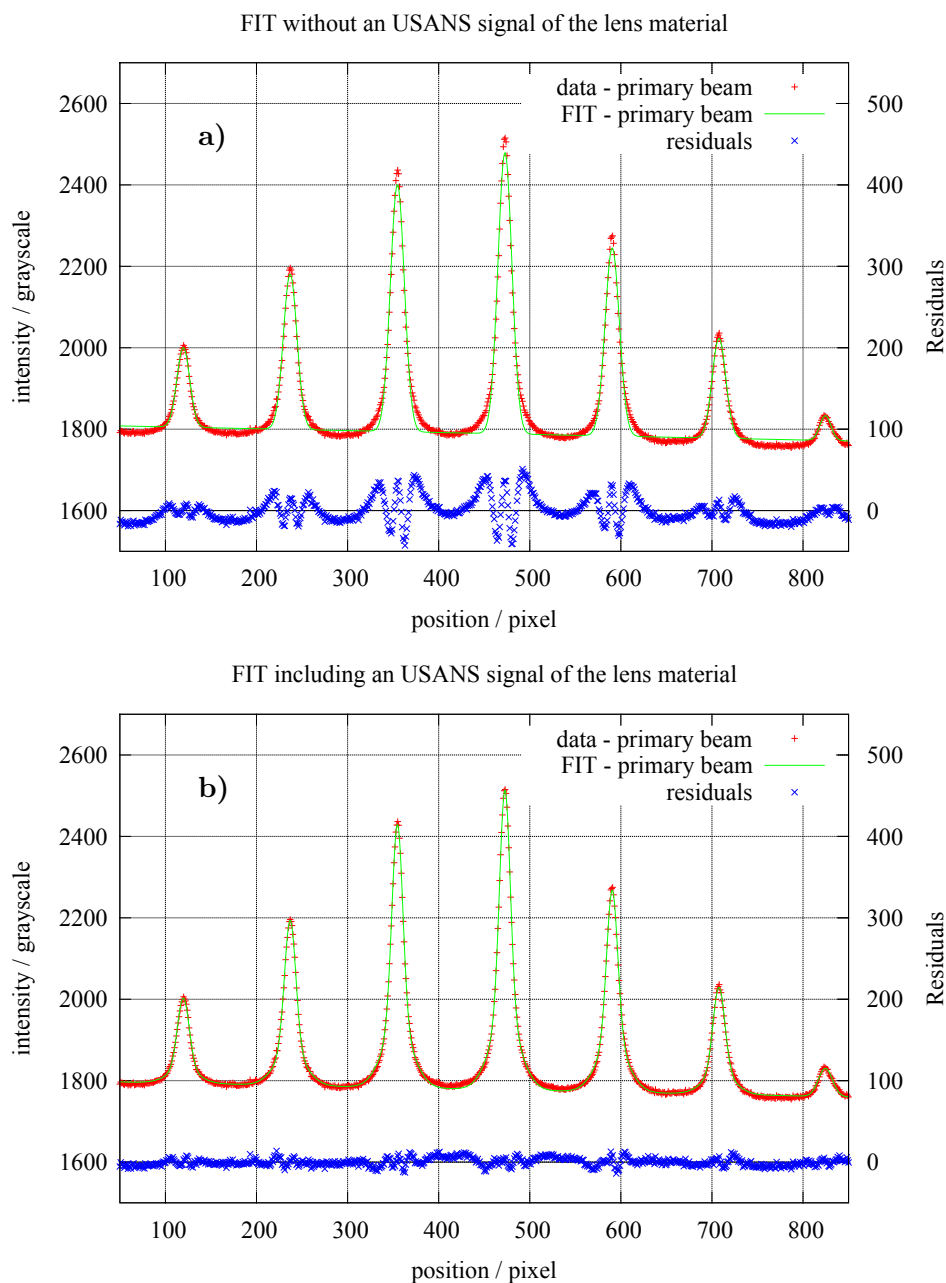 FIT without an USANS signal of the lens material
a)
data - primary beam
FIT - primary beam
residuals
2600
2400
2200
2000
1800
1600
500
400
300
200
100
0
intensity / grayscale
Residuals
100 200 300 400 500 600 700 800
position / pixel
FIT including an USANS signal of the lens material
b)
data - primary beam
FIT - primary beam
residuals
2600
2400
2200
2000
1800
1600
500
400
300
200
100
0
intensity / grayscale
Residuals
100 200 300 400 500 600 700 800
position / pixel